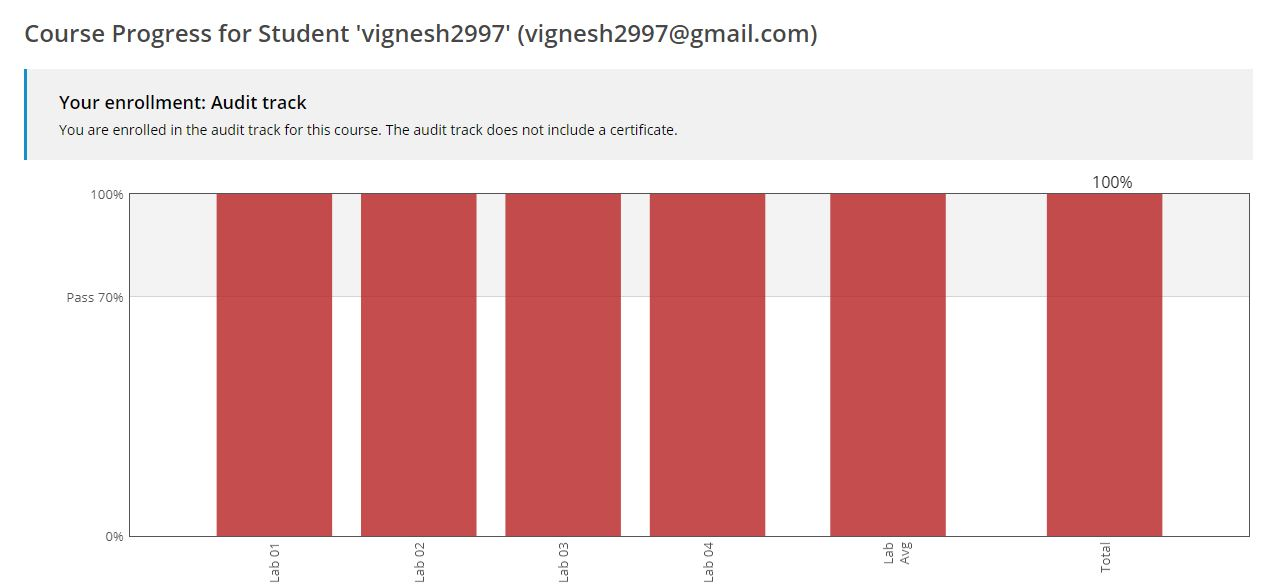 Course Progress for Student 'vignesh2997' (vignesh2997@gmail.com)
Your enrollment: Audit track
You are enrolled in the audit track for this course. The audit track does not include a certificate.
100%
100%
Pass 70%
0%
Lab 01
Lab 02
Lab 03
Lab 04
Lab
Avg
Total